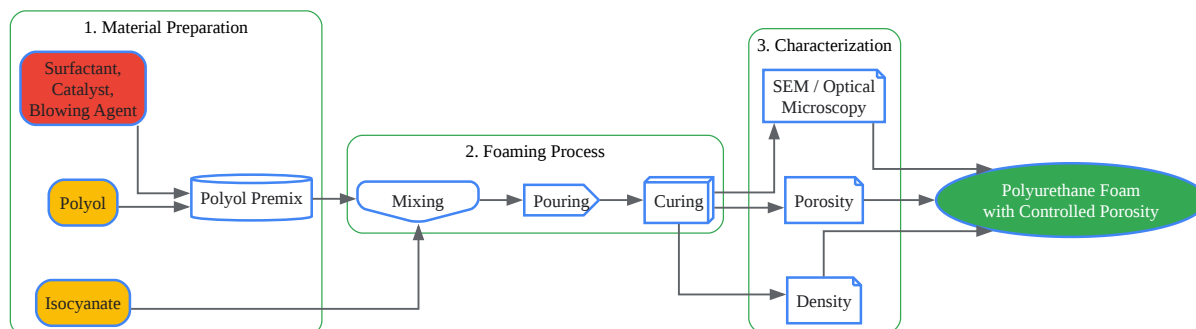 1. Material Preparation
Surfactant,
Catalyst,
Blowing Agent
Polyol
Isocyanate
Polyol Premix
2. Foaming Process
Mixing
Pouring
Curing
3. Characterization
SEM / Optical
Microscopy
Porosity
Density
Polyurethane Foam
with Controlled Porosity